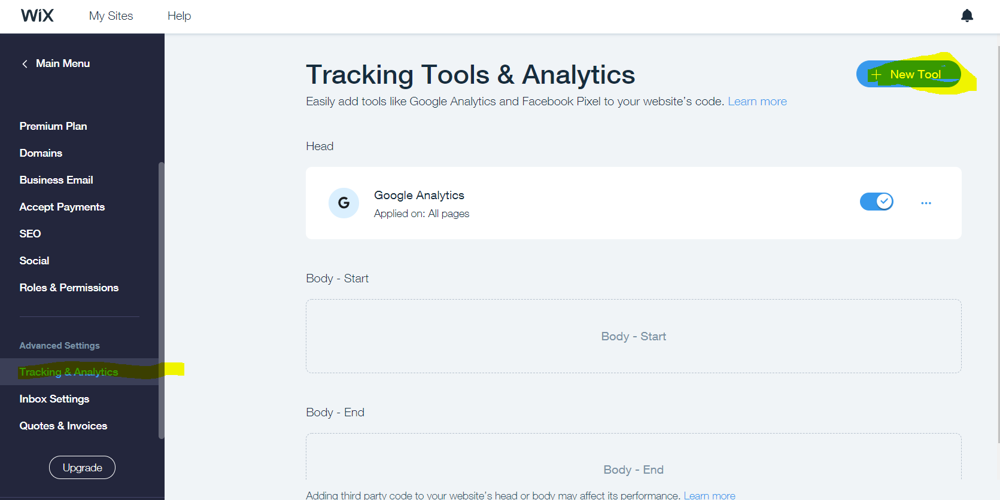 WiX My Sites Help
Main Menu
Premium Plan
Domains
Business Email
Accept Payments
SEO
Social
Roles & Permissions
Advanced Settings
Tracking & Analytics
Inbox Settings
Quotes & Invoices
Upgrade
Tracking Tools & Analytics
+ New Tool
Easily add tools like Google Analytics and Facebook Pixel to your website's code. Learn more
Head
G
Google Analytics
Applied on: All pages
Body - Start
Body - Start
Body - End
Body - End
Adding third party code to your website's head or body may affect its performance. Learn more